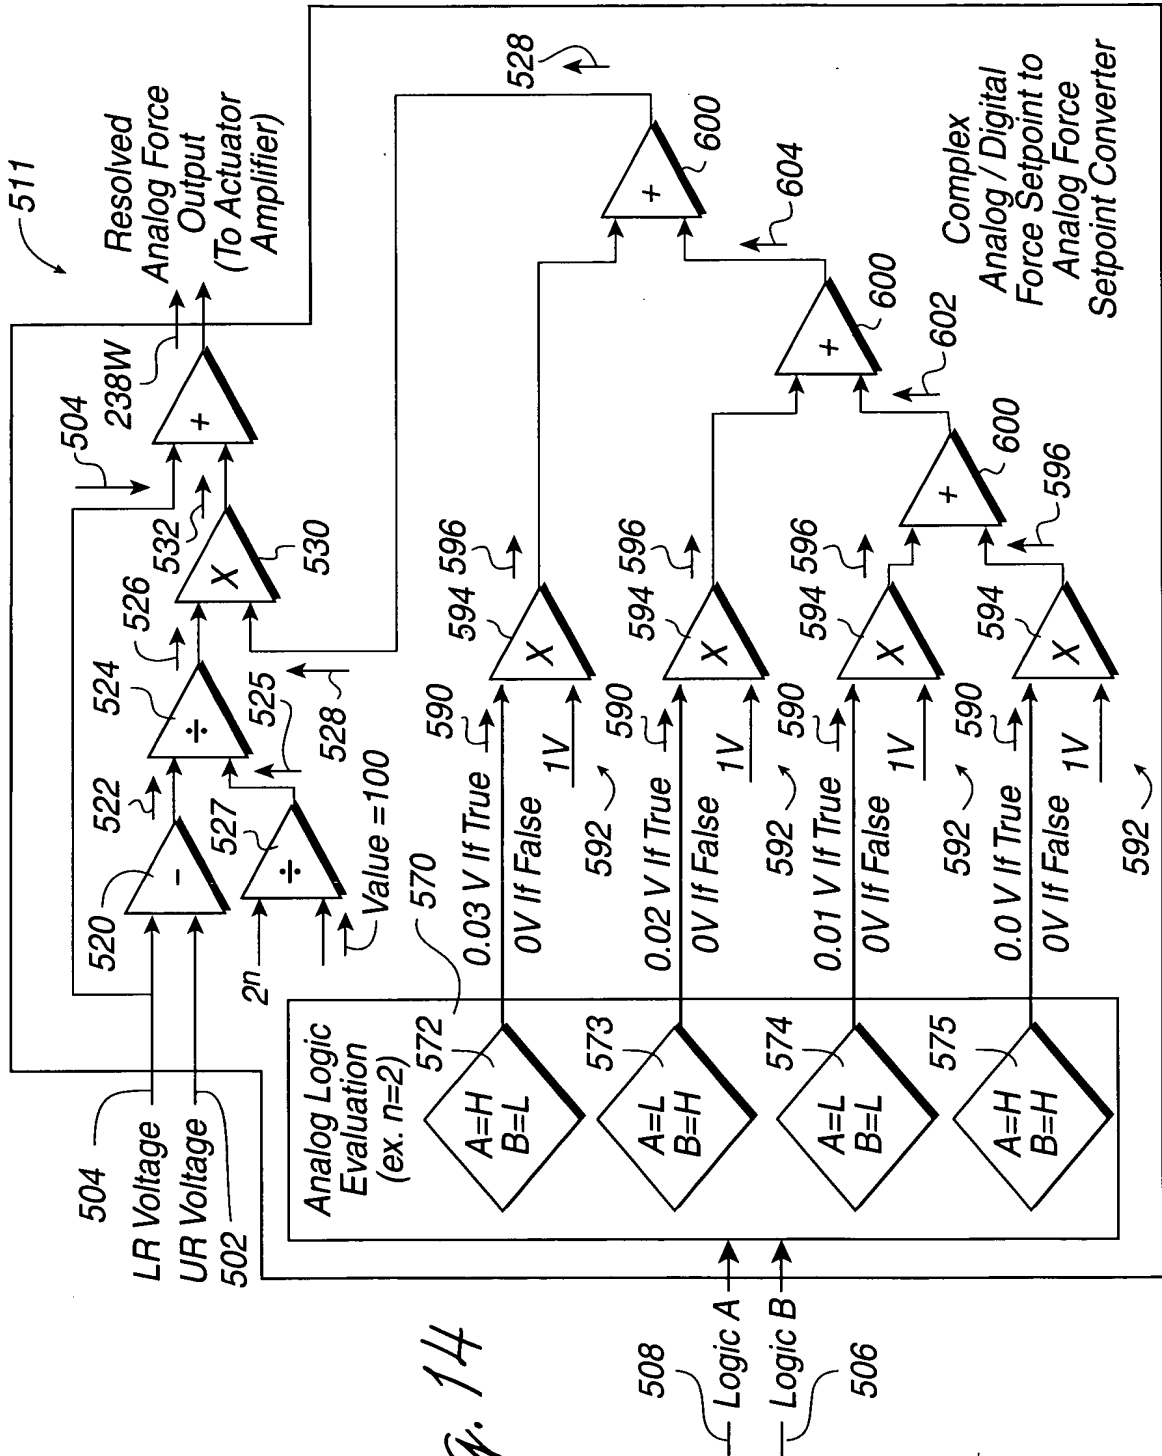 511
Resolved
Analog Force
Output
(To Actuator
Amplifier)
504
238W
532
530
526
524
525
528
528
522
520
527
Value =100
2n
504
LR Voltage
UR Voltage
502
570
Analog Logic
Evaluation
(ex. n=2)
572
A=H
B=L
573
A=L
B=H
574
A=L
B=L
575
A=H
B=H
0.03 V If True
0V If False
590
1V
592
594
596
0.02 V If True
0V If False
590
1V
592
594
596
0.01 V If True
0V If False
590
1V
592
594
596
0.0 V If True
0V If False
590
1V
592
594
596
X
X
X
X
X
-
÷
÷
+
+
+
+
600
602
600
604
600
Complex
Analog / Digital
Force Setpoint to
Analog Force
Setpoint Converter
508
Logic A
Logic B
506
g. 14